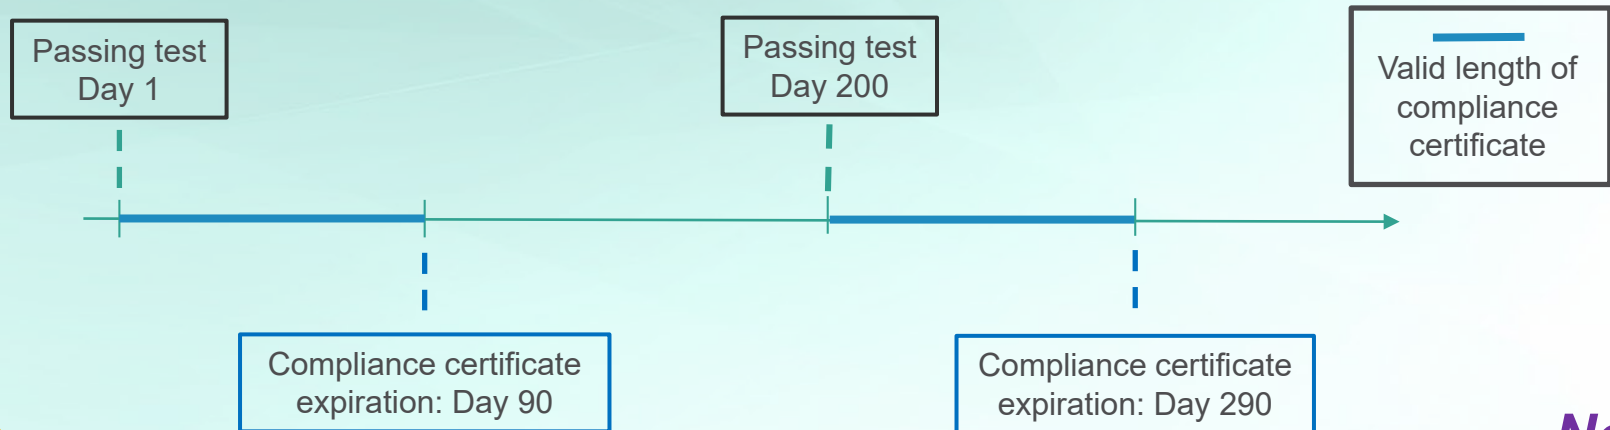 Passing test
Day 1
Passing test
Day 200
Valid length of
compliance
certificate
Compliance certificate
expiration: Day 90
Compliance certificate
expiration: Day 290